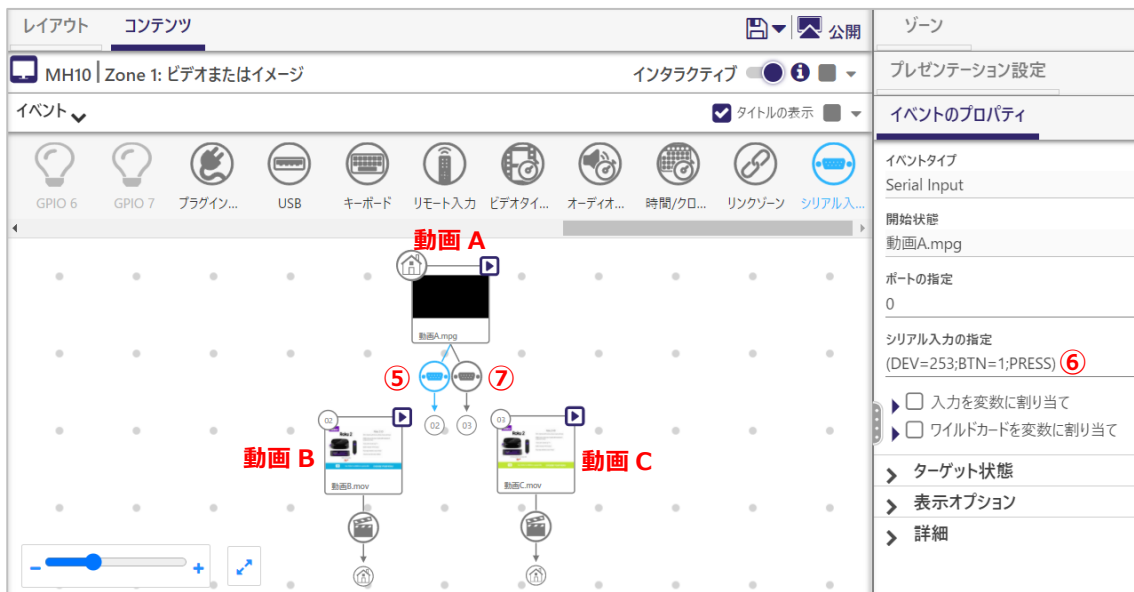 レイアウト
コンテンツ
公開
MH10 Zone 1: ビデオまたはイメージ
インタラクティブ
イベント
タイトルの表示
GPIO 6
GPIO 7
プラグイン...
USB
キーボード
リモート入力
ビデオタイ...
オーディオ...
時間/クロ...
リンクゾーン
シリアル入...
動画 A
動画A.mpg
⑤
⑦
02
03
02
03
動画 B
動画 C
Roku 2
Roku 2
動画B.mov
動画C.mov
ゾーン
プレゼンテーション設定
イベントのプロパティ
イベントタイプ
Serial Input
開始状態
動画A.mpg
ポートの指定
0
シリアル入力の指定
(DEV=253;BTN=1;PRESS) ⑥
入力を変数に割り当て
ワイルドカードを変数に割り当て
ターゲット状態
表示オプション
詳細